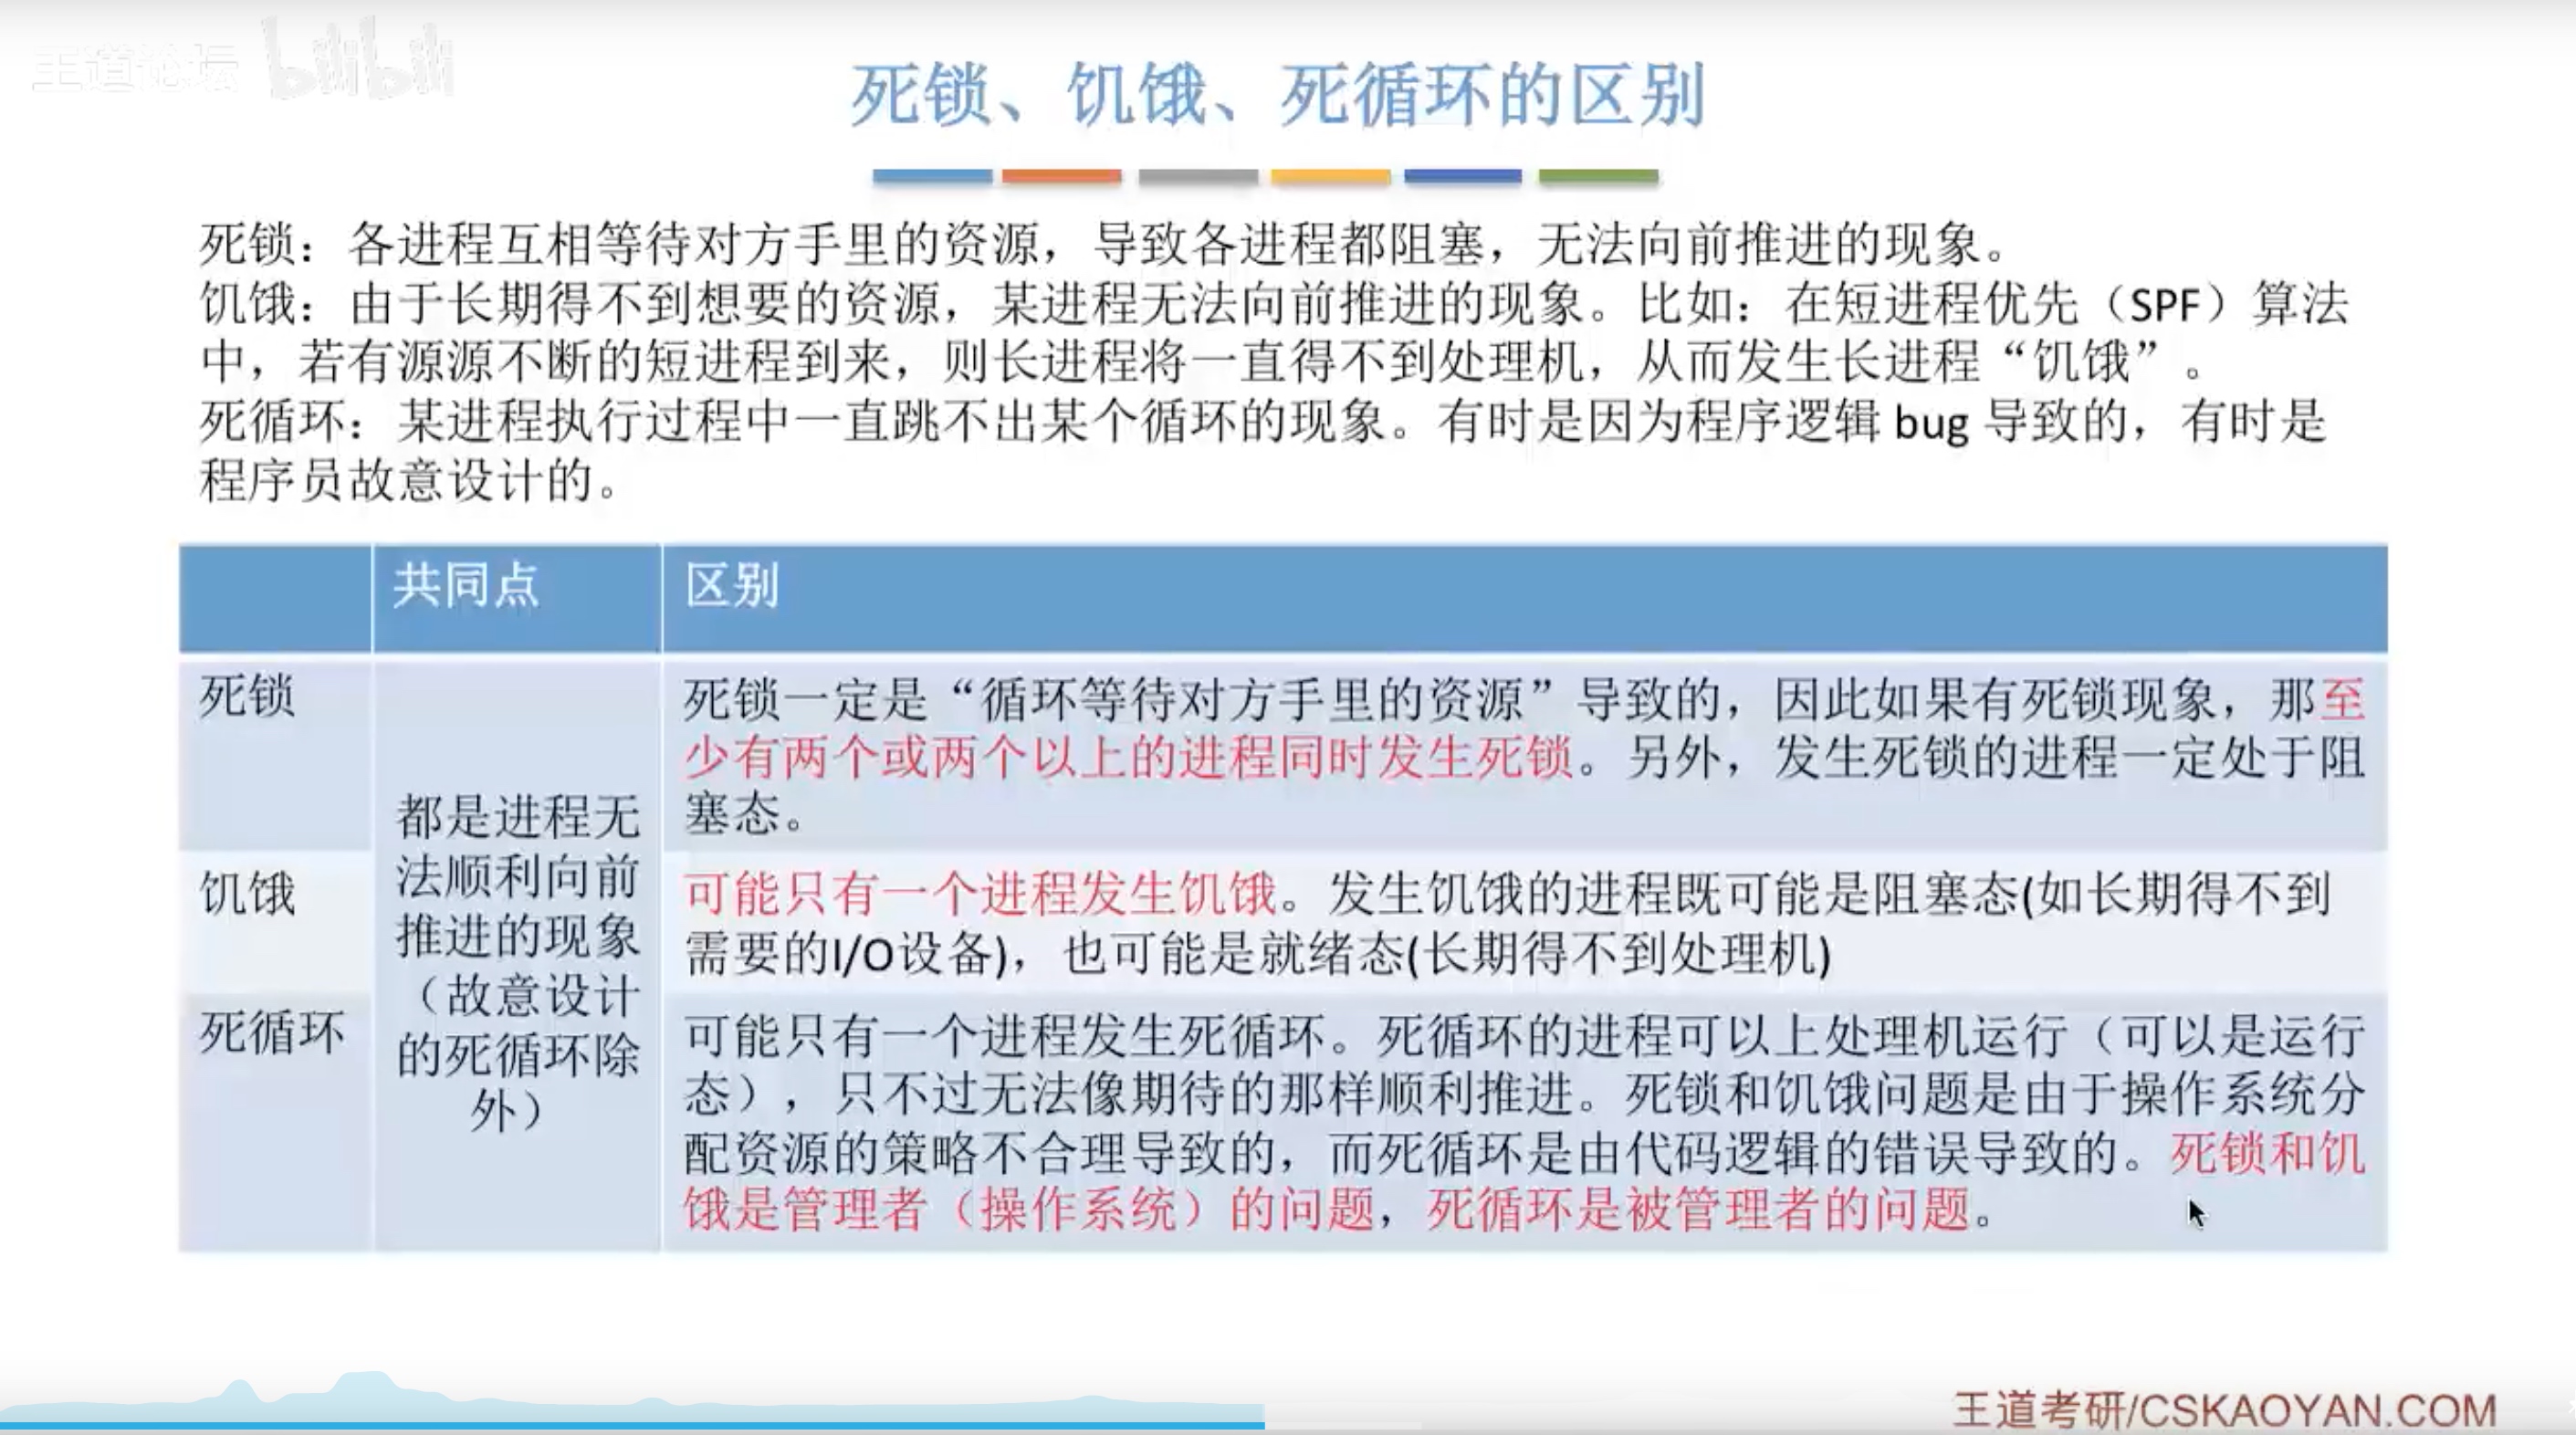 王道论坛 bilibili
死锁、饥饿、死循环的区别
死锁：各进程互相等待对方手里的资源，导致各进程都阻塞，无法向前推进的现象。
饥饿：由于长期得不到想要的资源，某进程无法向前推进的现象。比如：在短进程优先（SPF）算法
中，若有源源不断的短进程到来，则长进程将一直得不到处理机，从而发生长进程“饥饿”。
死循环：某进程执行过程中一直跳不出某个循环的现象。有时是因为程序逻辑 bug 导致的，有时是
程序员故意设计的。
共同点
区别
死锁
都是进程无
法顺利向前
推进的现象
（故意设计
的死循环除
外）
死锁一定是“循环等待对方手里的资源”导致的，因此如果有死锁现象，那至
少有两个或两个以上的进程同时发生死锁。另外，发生死锁的进程一定处于阻
塞态。
饥饿
可能只有一个进程发生饥饿。发生饥饿的进程既可能是阻塞态(如长期得不到
需要的I/O设备)，也可能是就绪态(长期得不到处理机)
死循环
可能只有一个进程发生死循环。死循环的进程可以上处理机运行（可以是运行
态），只不过无法像期待的那样顺利推进。死锁和饥饿问题是由于操作系统分
配资源的策略不合理导致的，而死循环是由代码逻辑的错误导致的。死锁和饥
饿是管理者（操作系统）的问题，死循环是被管理者的问题。
王道考研/CSKAOYAN.COM